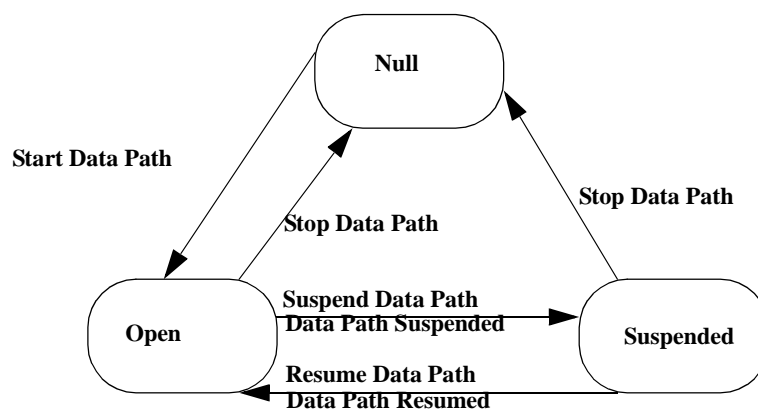 Null
Start Data Path
Stop Data Path
Stop Data Path
Suspend Data Path
Data Path Suspended
Open
Suspended
Resume Data Path
Data Path Resumed